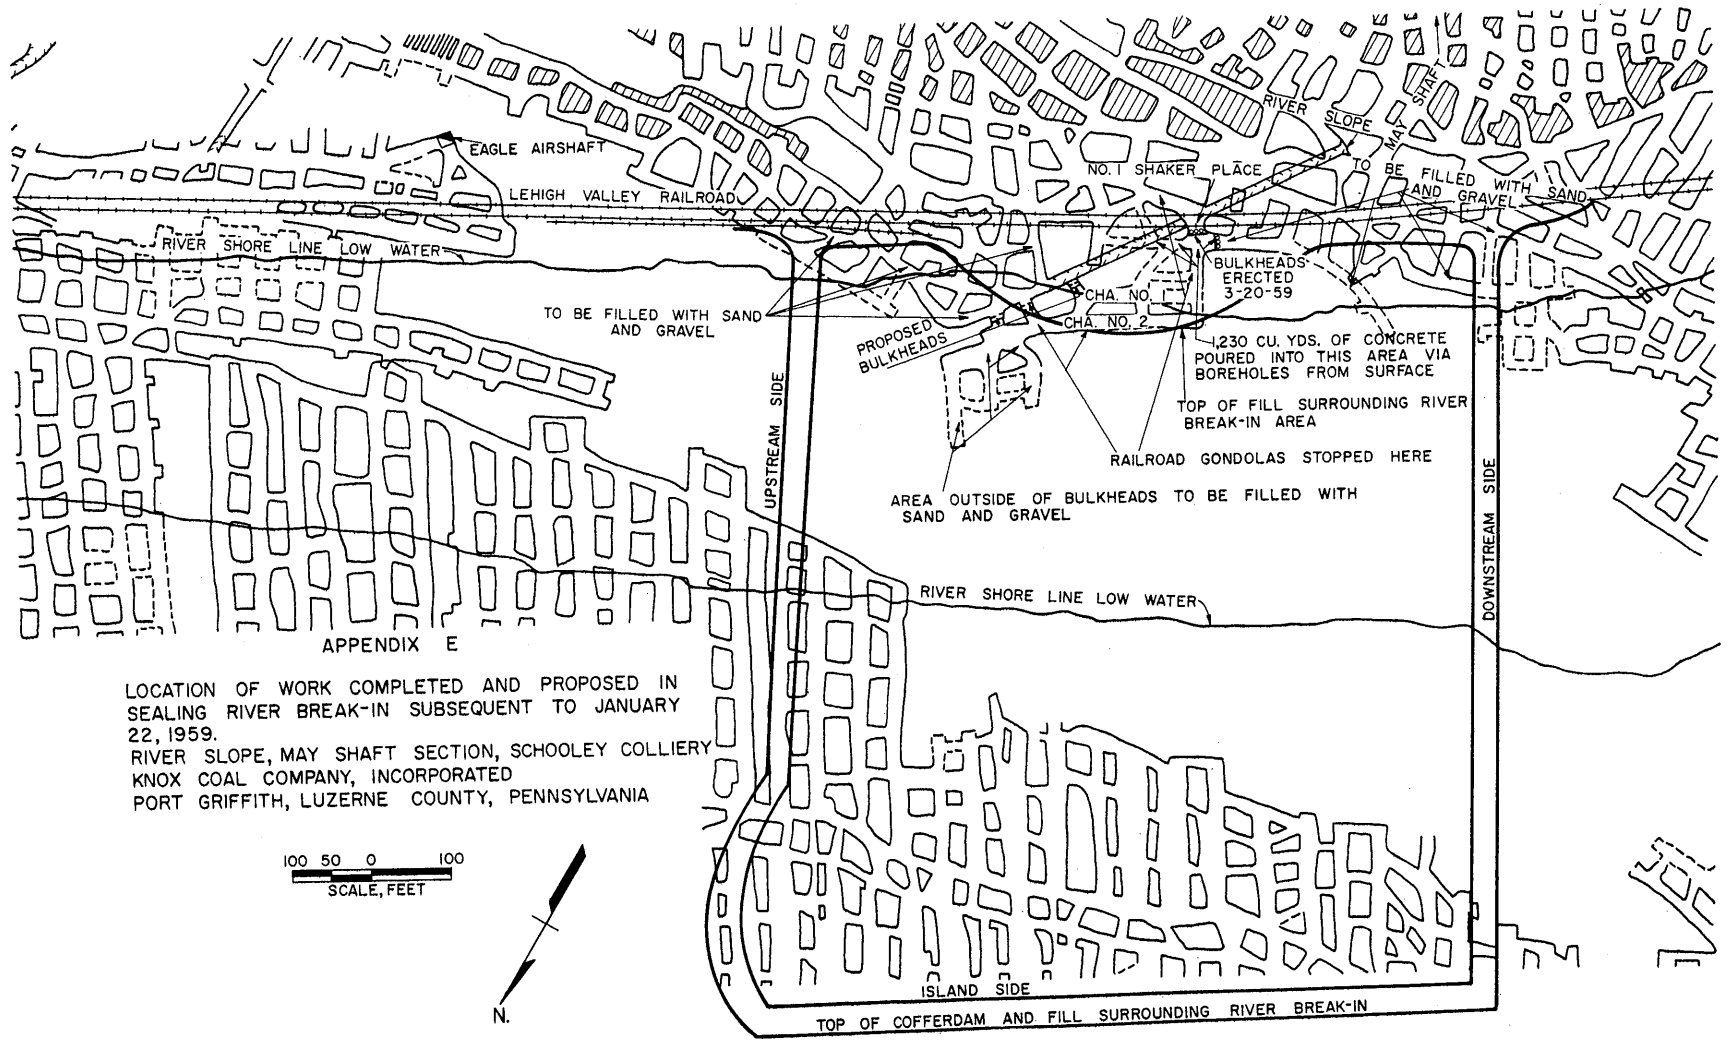 RIVER SLOPE
MAY SHAFT
EAGLE AIRSHAFT
NO. 1 SHAKER PLACE
TO BE FILLED WITH SAND
AND GRAVEL
LEHIGH VALLEY RAILROAD
RIVER SHORE LINE LOW WATER
BULKHEADS
ERECTED
3-20-59
CHA. NO. 
CHA. NO. 2
TO BE FILLED WITH SAND
AND GRAVEL
PROPOSED
BULKHEADS
1,230 CU. YDS. OF CONCRETE
POURED INTO THIS AREA VIA
BOREHOLES FROM SURFACE
TOP OF FILL SURROUNDING RIVER
BREAK-IN AREA
RAILROAD GONDOLAS STOPPED HERE
AREA OUTSIDE OF BULKHEADS TO BE FILLED WITH
SAND AND GRAVEL
UPSTREAM SIDE
DOWNSTREAM SIDE
RIVER SHORE LINE LOW WATER
APPENDIX E
LOCATION OF WORK COMPLETED AND PROPOSED IN
SEALING RIVER BREAK-IN SUBSEQUENT TO JANUARY
22, 1959.
RIVER SLOPE, MAY SHAFT SECTION, SCHOOLEY COLLIERY
KNOX COAL COMPANY, INCORPORATED
PORT GRIFFITH, LUZERNE COUNTY, PENNSYLVANIA
100 50 0 100
SCALE, FEET
N.
ISLAND SIDE
TOP OF COFFERDAM AND FILL SURROUNDING RIVER BREAK-IN